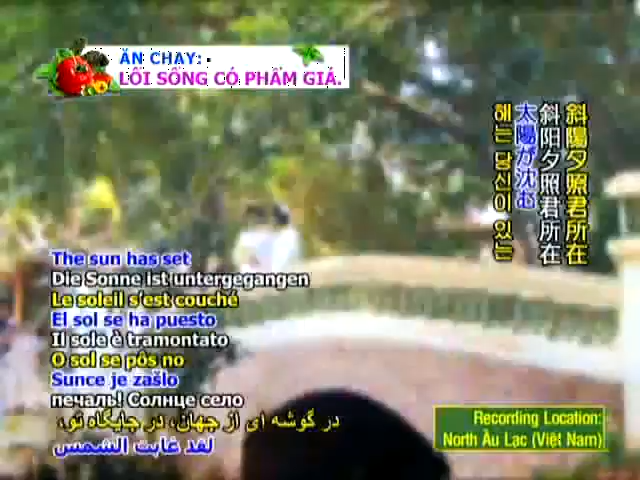 ĂN CHAY:
LỐI SỐNG CÓ PHẨM GIÁ.
斜陽夕照君所在
斜阳夕照君所在
太陽が沈む
해는 당신이 있는
The sun has set
Die Sonne ist untergegangen
Le soleil s'est couché
El sol se ha puesto
Il sole è tramontato
O sol se pôs no
Sunce je zašlo
печаль! Солнце село
در گوشه ای از جهان، در جایگاه تو،
لقد غابت الشمس
Recording Location:
North Âu Lạc (Việt Nam)